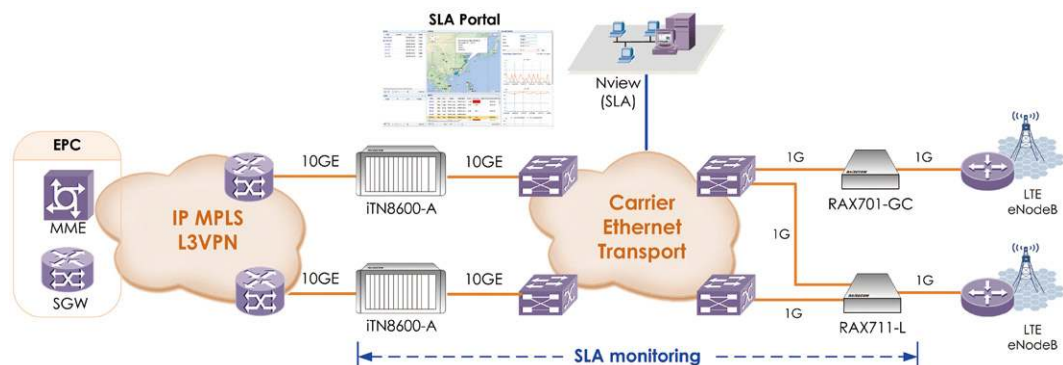 SLA Portal
Nview
(SLA)
EPC
MME
SGW
IP MPLS
L3VPN
10GE
iTN8600-A
10GE
10GE
iTN8600-A
10GE
Carrier
Ethernet
Transport
1G
RAX701-GC
1G
LTE
eNodeB
1G
1G
RAX711-L
1G
LTE
eNodeB
SLA monitoring